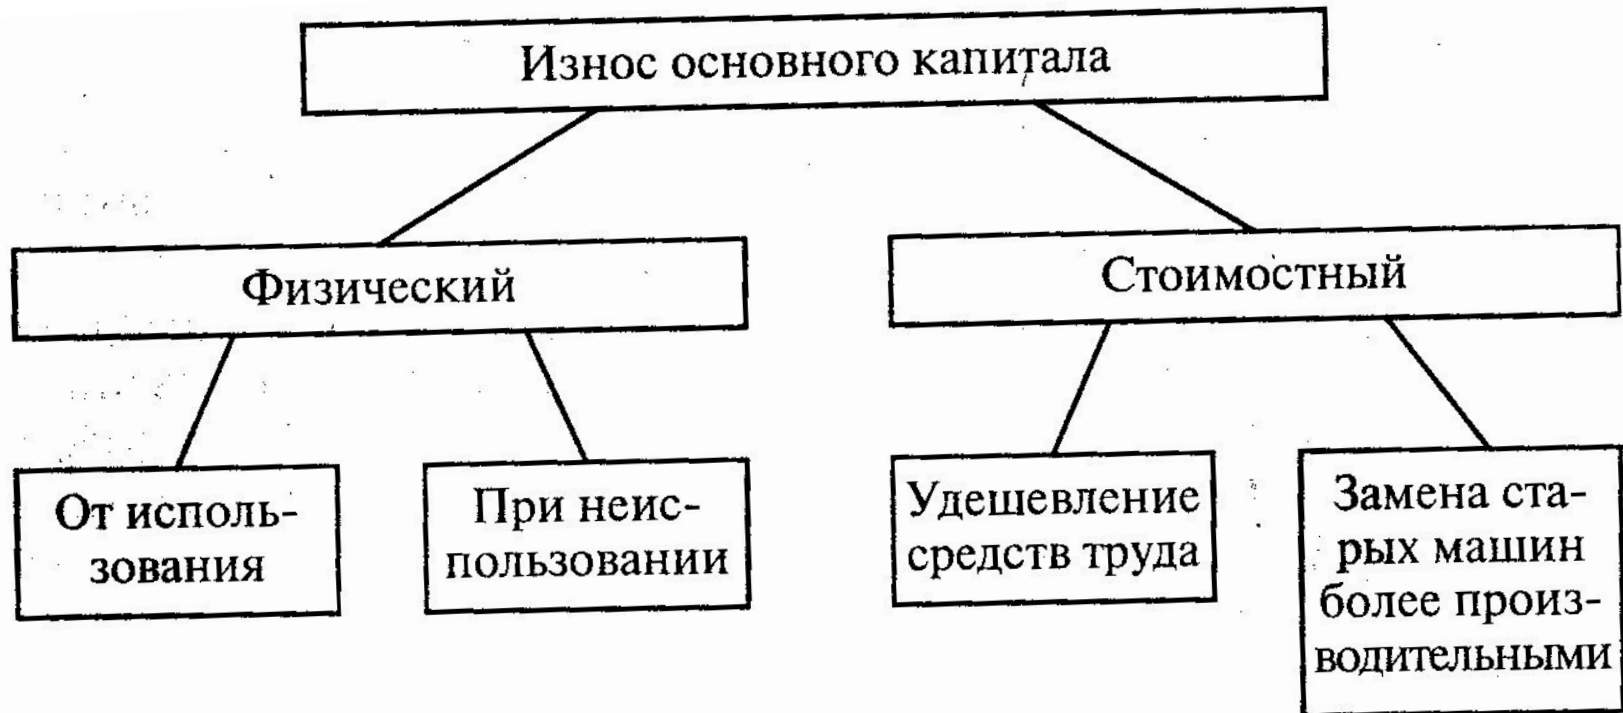 Износ основного капитала
Физический
Стоимостный
От исполь-
зования
При неис-
пользовании
Удешевление
средств труда
Замена ста-
рых машин
более произ-
водительными